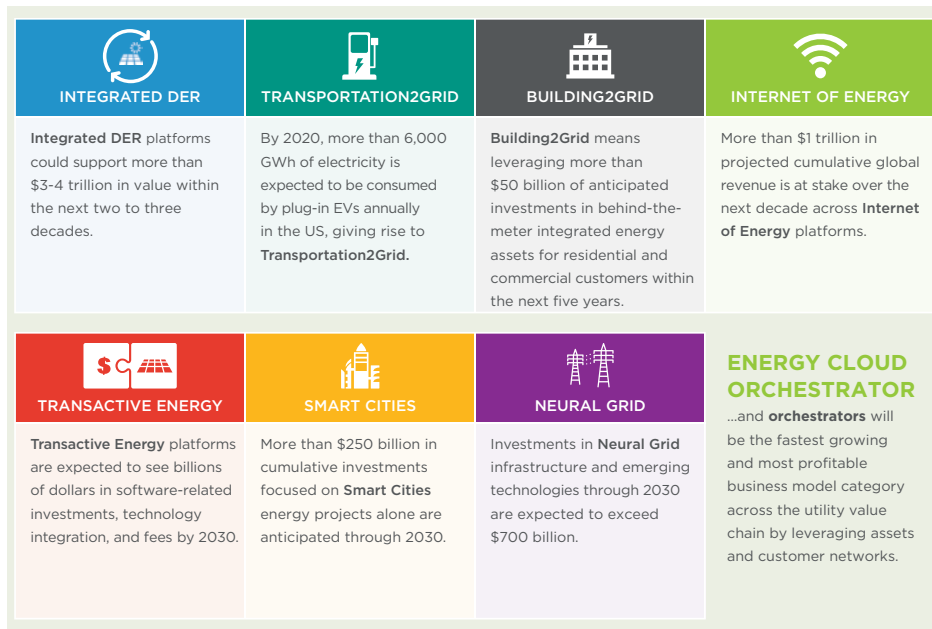 INTEGRATED DER
Integrated DER platforms
could support more than
$3-4 trillion in value within
the next two to three
decades.
TRANSPORTATION2GRID
By 2020, more than 6,000
GWh of electricity is
expected to be consumed
by plug-in EVs annually
in the US, giving rise to
Transportation2Grid.
BUILDING2GRID
Building2Grid means
leveraging more than
$50 billion of anticipated
investments in behind-the-
meter integrated energy
assets for residential and
commercial customers within
the next five years.
INTERNET OF ENERGY
More than $1 trillion in
projected cumulative global
revenue is at stake over the
next decade across Internet
of Energy platforms.
$
TRANSACTIVE ENERGY
Transactive Energy platforms
are expected to see billions
of dollars in software-related
investments, technology
integration, and fees by 2030.
SMART CITIES
More than $250 billion in
cumulative investments
focused on Smart Cities
energy projects alone are
anticipated through 2030.
NEURAL GRID
Investments in Neural Grid
infrastructure and emerging
technologies through 2030
are expected to exceed
$700 billion.
ENERGY CLOUD
ORCHESTRATOR
...and orchestrators will
be the fastest growing
and most profitable
business model category
across the utility value
chain by leveraging assets
and customer networks.